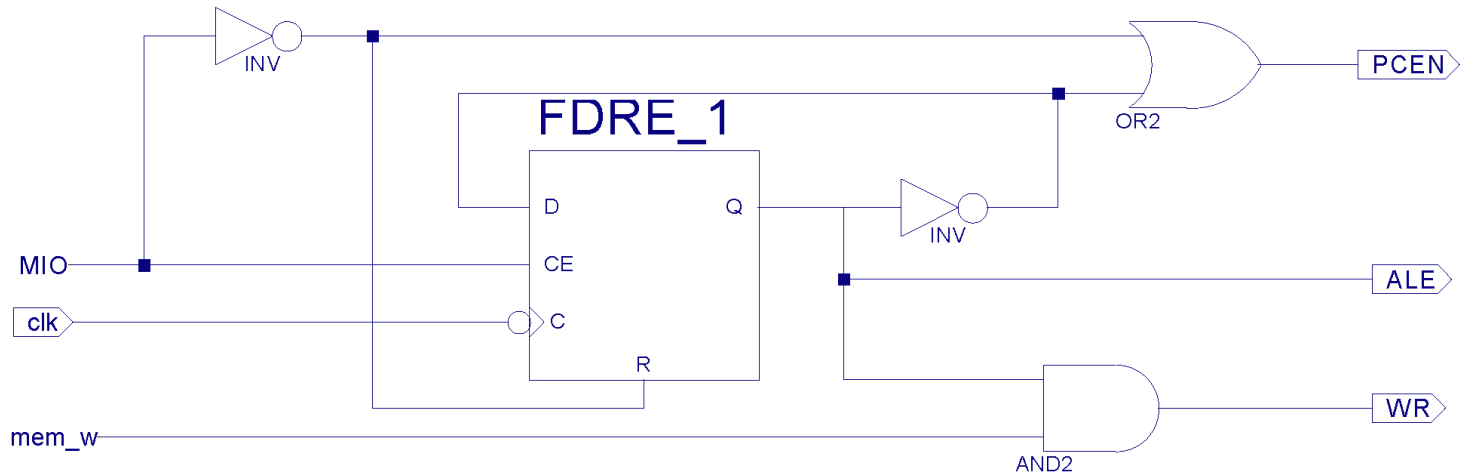 INV
PCEN
FDRE_1
OR2
D
Q
INV
MIO
CE
ALE
clk
C
R
WR
mem_w
AND2